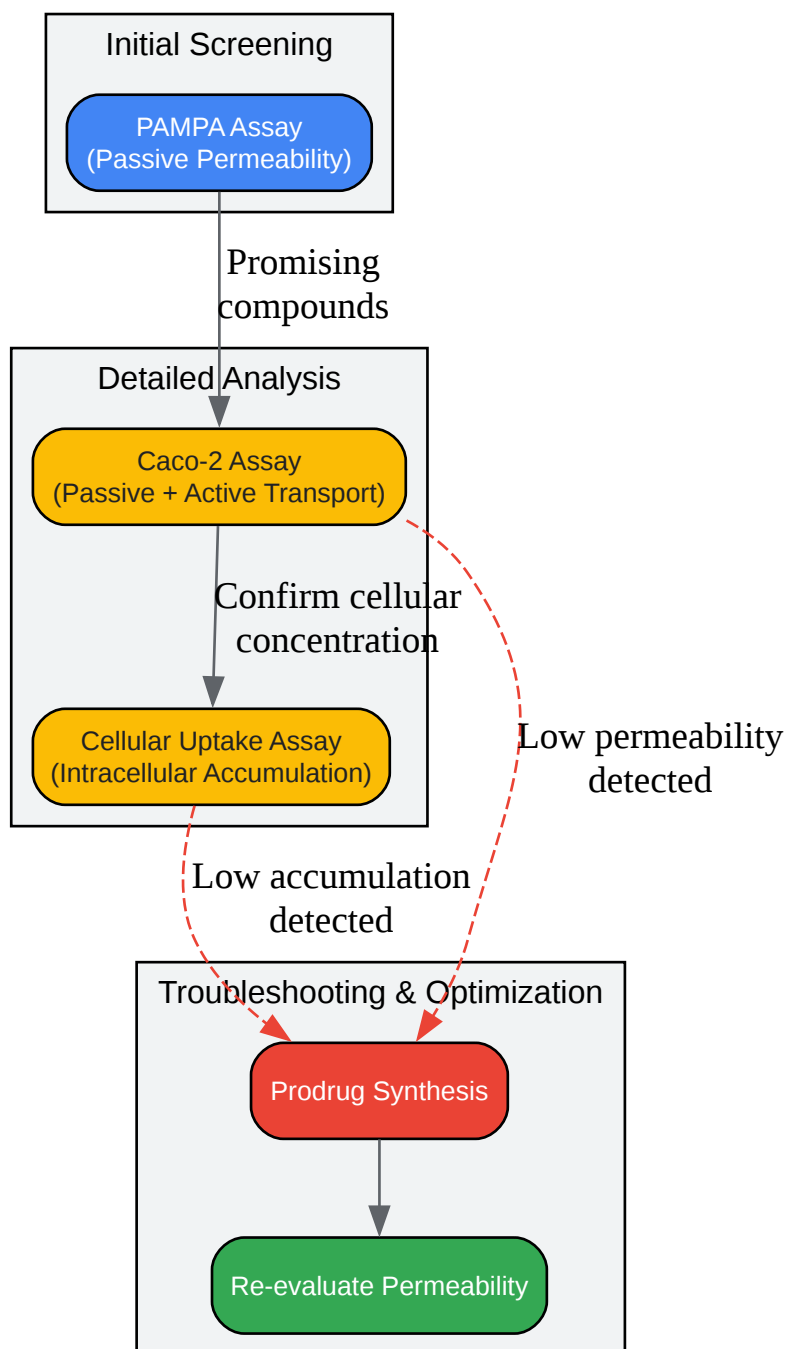 Initial Screening
PAMPA Assay
(Passive Permeability)
Promising
compounds
Detailed Analysis
Caco-2 Assay
(Passive + Active Transport)
Confirm cellular
concentration
Cellular Uptake Assay
(Intracellular Accumulation)
Low permeability
detected
Low accumulation
detected
Troubleshooting & Optimization
Prodrug Synthesis
Re-evaluate Permeability